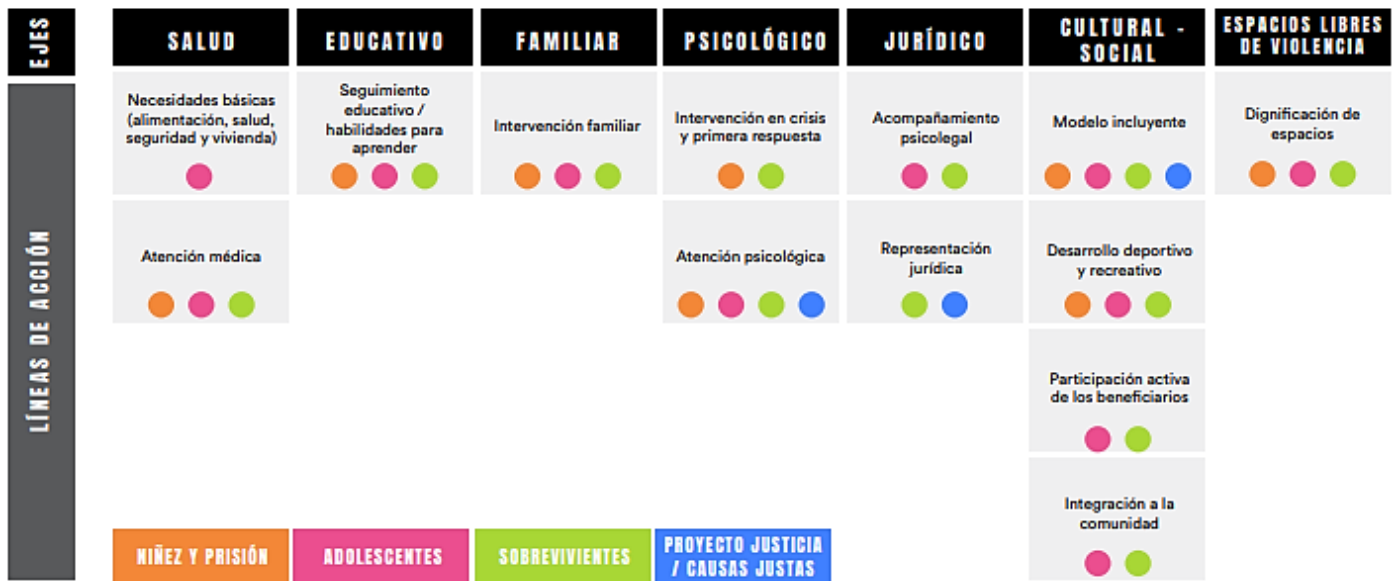 EJES
SALUD
EDUCATIVO
FAMILIAR
PSICOLÓGICO
JURÍDICO
CULTURAL -
SOCIAL
ESPACIOS LIBRES
DE VIOLENCIA
LÍNEAS DE ACCIÓN
Necesidades básicas
(alimentación, salud,
seguridad y vivienda)
Seguimiento
educativo /
habilidades para
aprender
Intervención familiar
Intervención en crisis
y primera respuesta
Acompañamiento
psicolegal
Modelo incluyente
Dignificación de
espacios
Atención médica
Atención psicológica
Representación
jurídica
Desarrollo deportivo
y recreativo
Participación activa
de los beneficiarios
Integración a la
comunidad
NIÑEZ Y PRISIÓN
ADOLESCENTES
SOBREVIVIENTES
PROYECTO JUSTICIA
/ CAUSAS JUSTAS